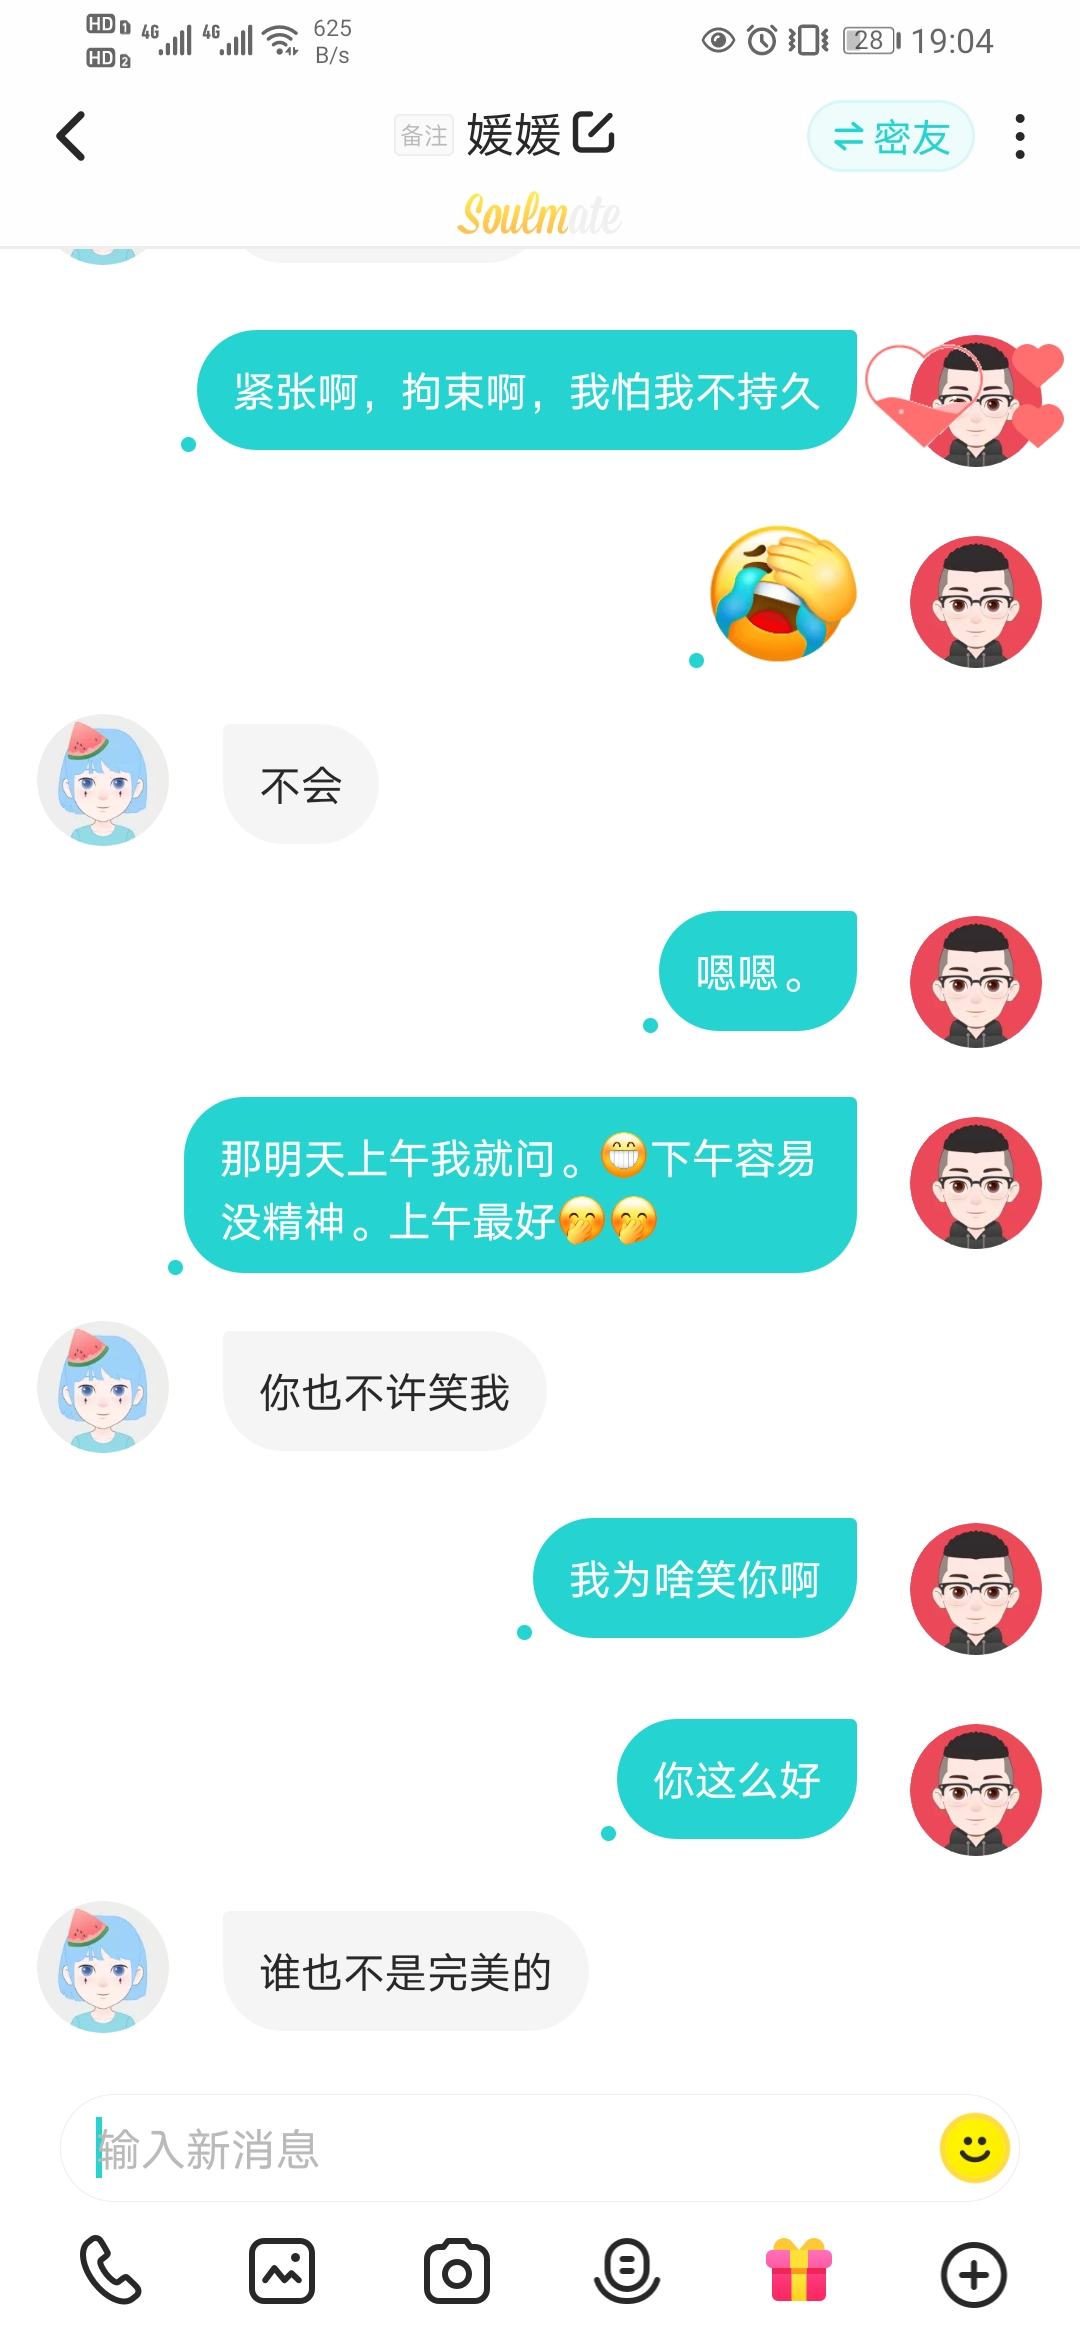 HD 1 4G 4G 625
HD 2 B/s
28 19:04
备注 媛媛
密友
Soulmate
紧张啊，拘束啊，我怕我不持久
不会
嗯嗯。
那明天上午我就问。😁下午容易
没精神。上午最好🤭🤭
你也不许笑我
我为啥笑你啊
你这么好
谁也不是完美的
输入新消息